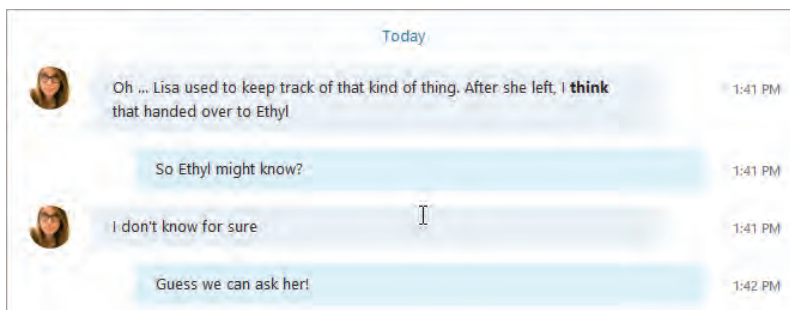 Today
Oh ... Lisa used to keep track of that kind of thing. After she left, I think
1:41 PM
that handed over to Ethyl
So Ethyl might know?
1:41 PM
I don't know for sure
1:41 PM
Guess we can ask her!
1:42 PM